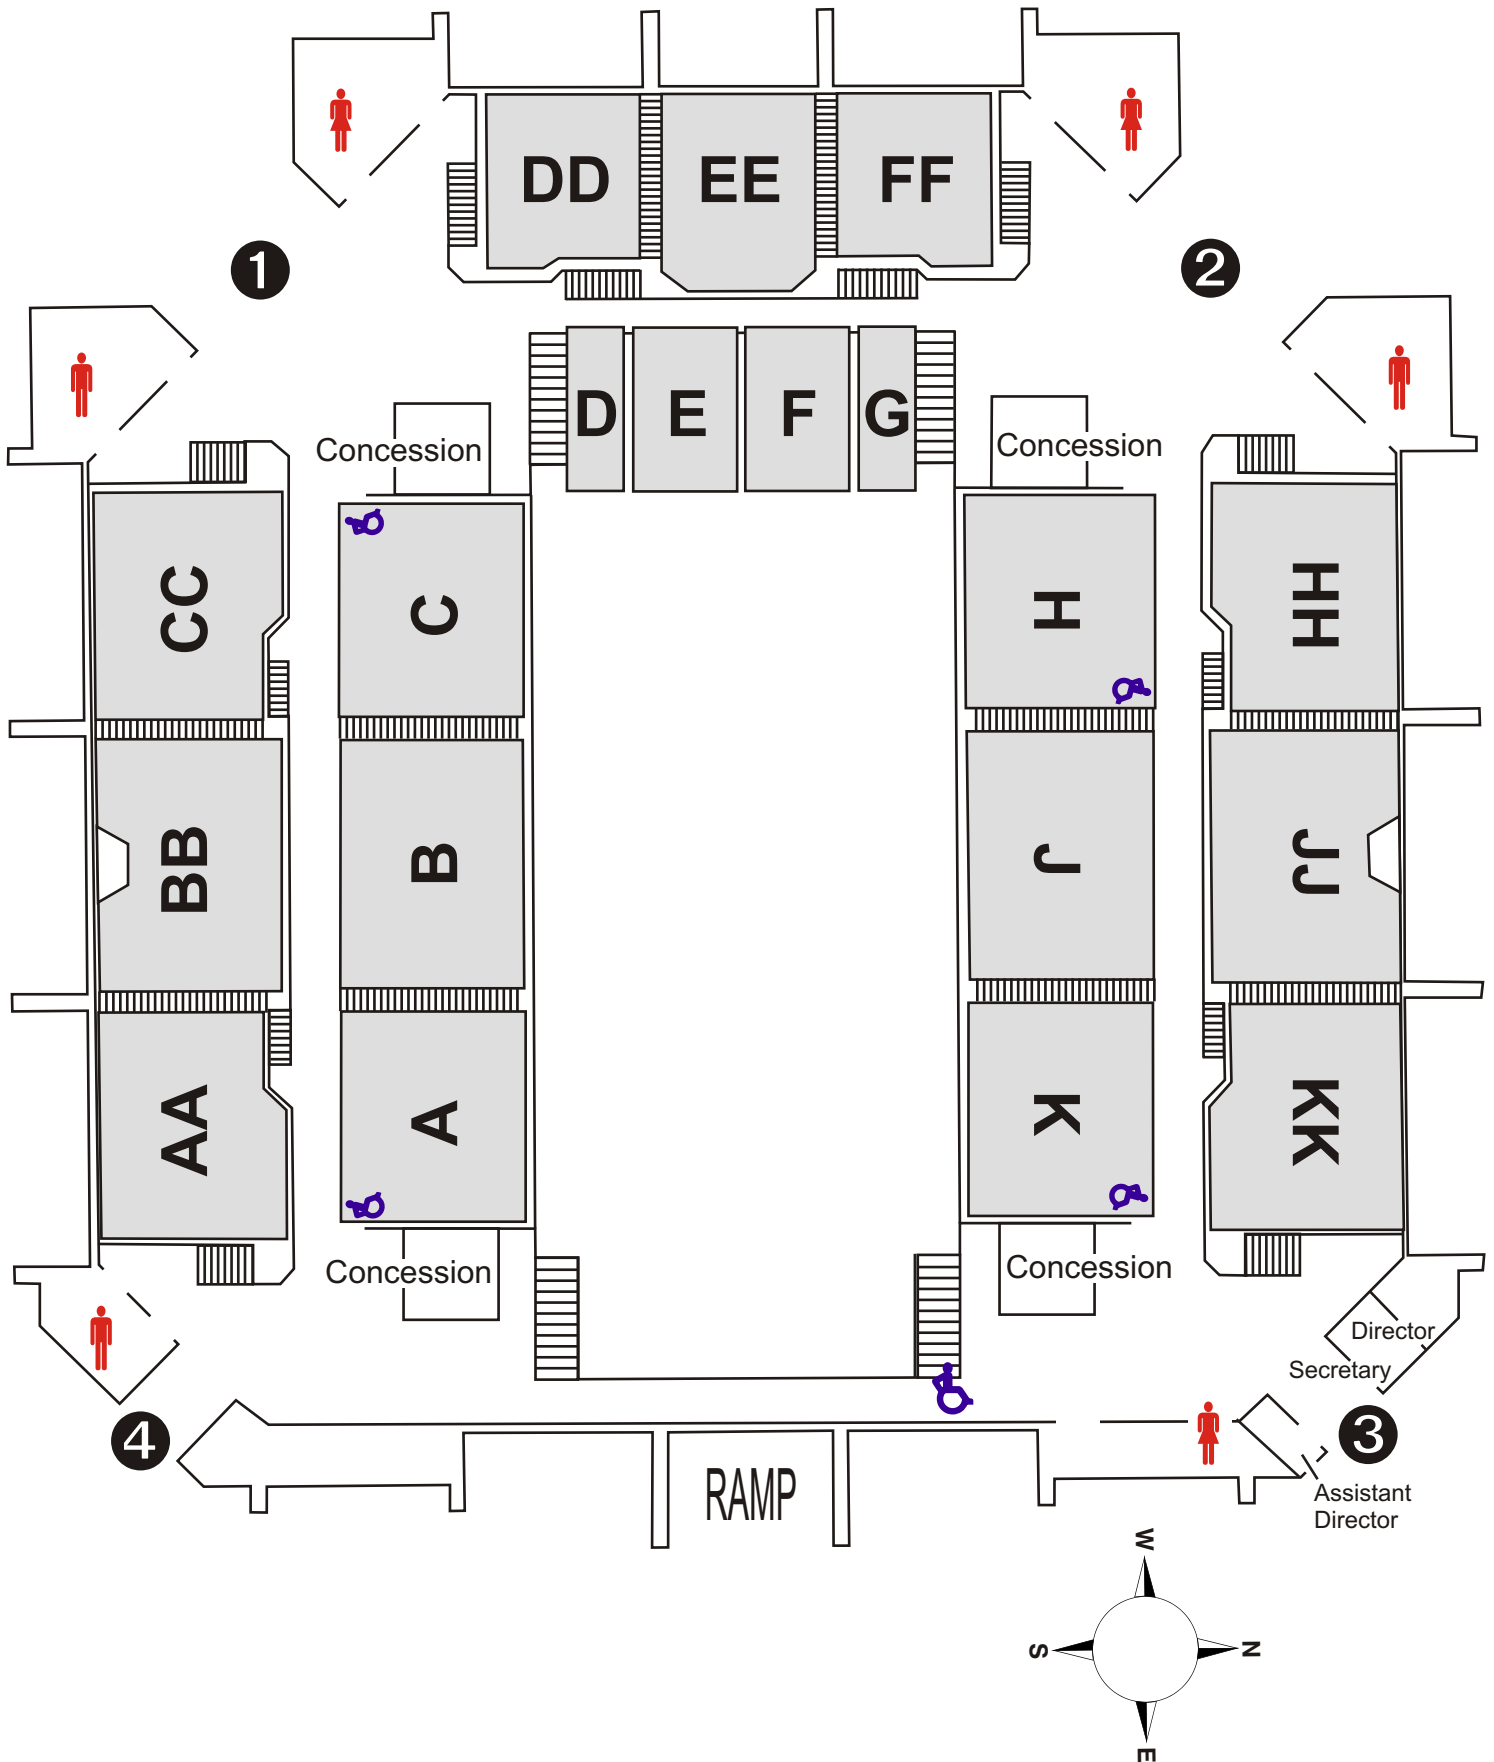 DD EE FF
1
2
D E F G
Concession
Concession
CC
C
H
HH
BB
B
J
JJ
AA
A
K
KK
Concession
Concession
Director
Secretary
4
3
RAMP
Assistant
Director
W
S
N
E